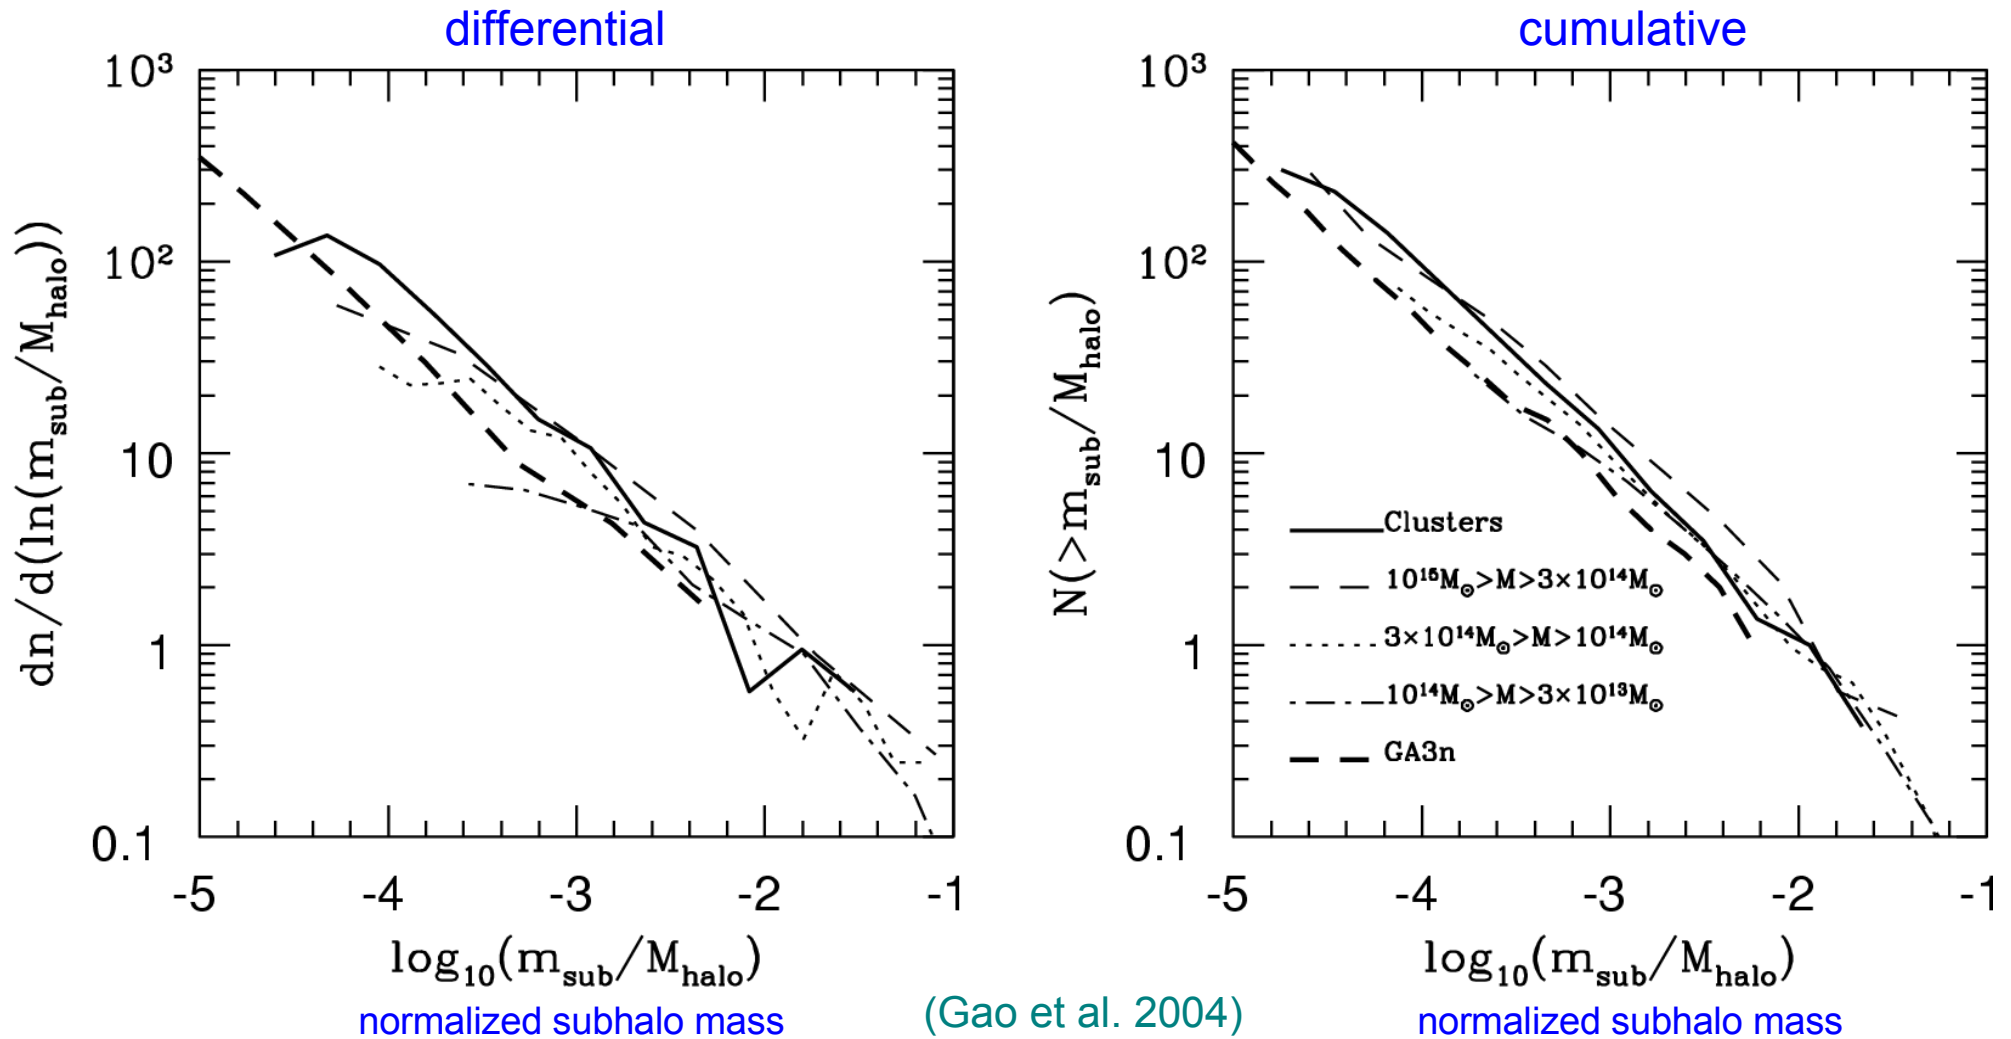 differential
cumulative
10³
10²
10
1
0.1
-5 -4 -3 -2 -1
dn/d(ln(m_sub/M_halo))
log₁₀(m_sub/M_halo)
normalized subhalo mass
10³
10²
10
1
0.1
-5 -4 -3 -2 -1
N(>m_sub/M_halo)
Clusters
10¹⁵M☉>M>3×10¹⁴M☉
3×10¹⁴M☉>M>10¹⁴M☉
10¹⁴M☉>M>3×10¹³M☉
GA3n
log₁₀(m_sub/M_halo)
normalized subhalo mass
(Gao et al. 2004)